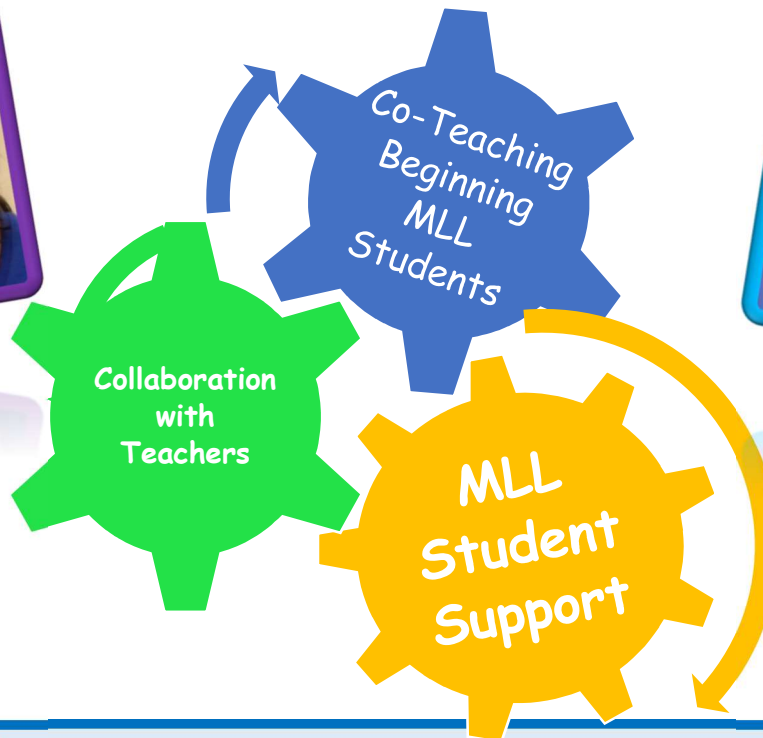 Co-Teaching
Beginning
MLL
Students
Collaboration
with
Teachers
MLL
Student
Support